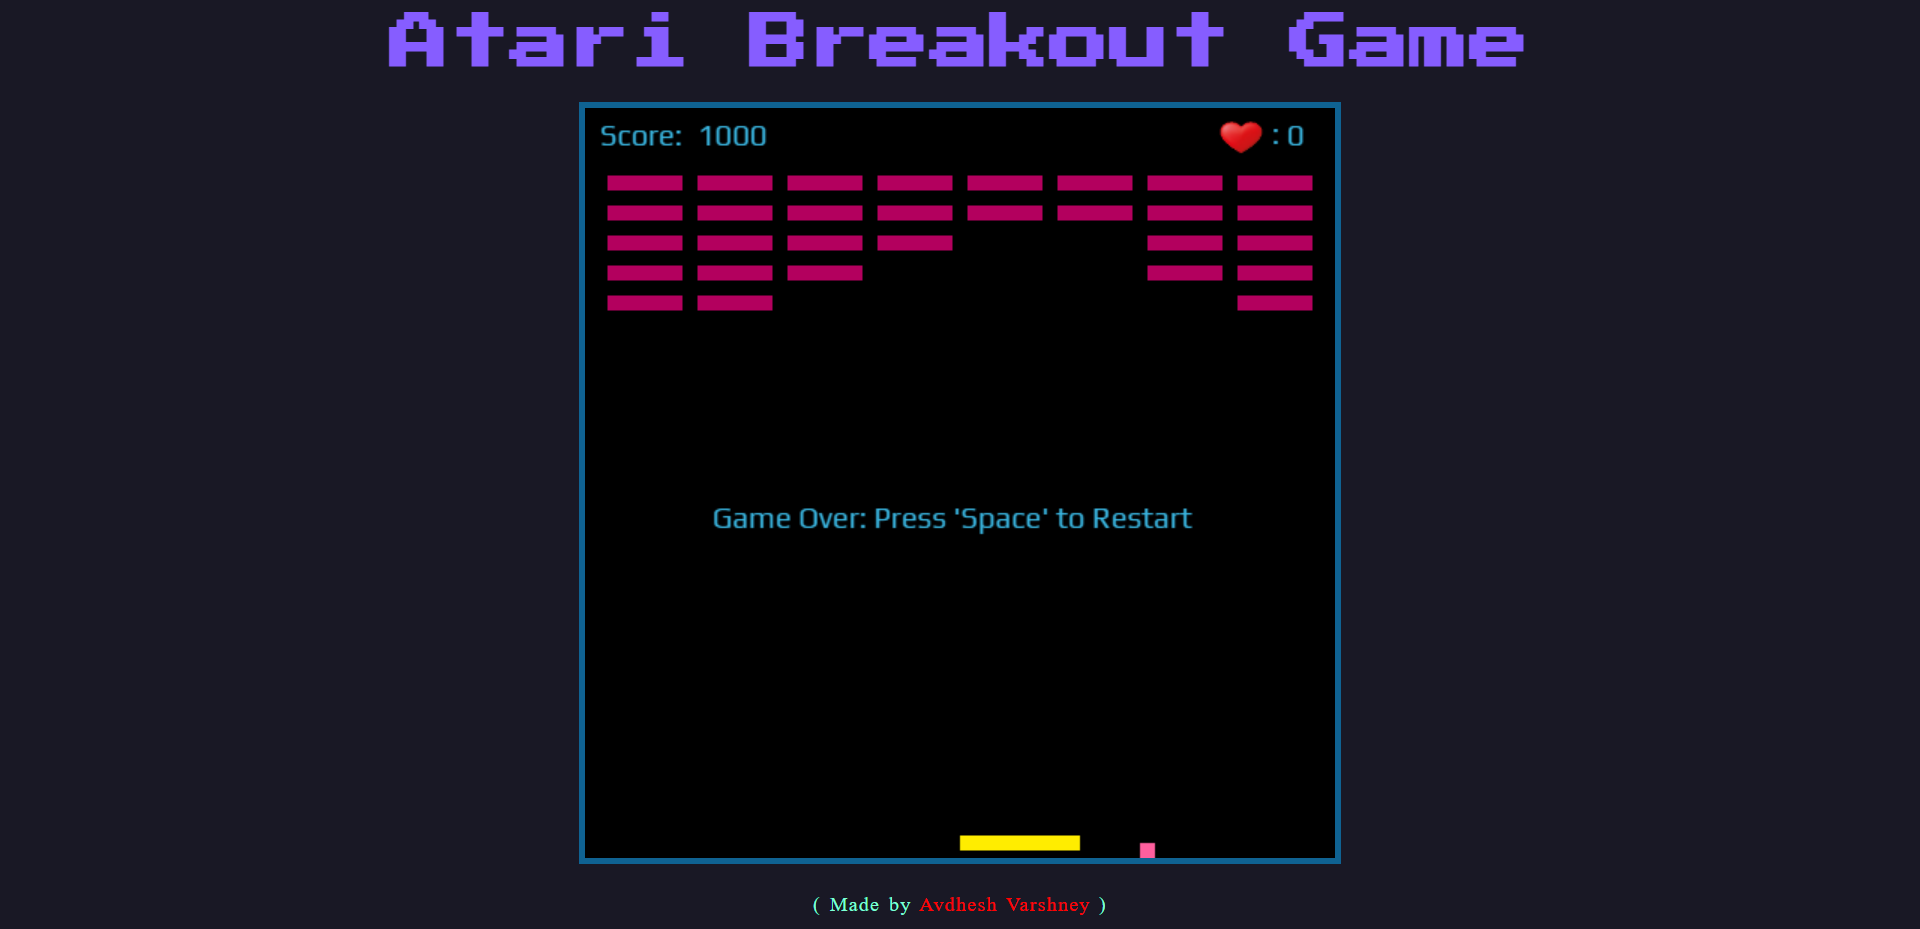 Atari Breakout Game
Score: 1000
: 0
Game Over: Press 'Space' to Restart
( Made by Avdhesh Varshney )